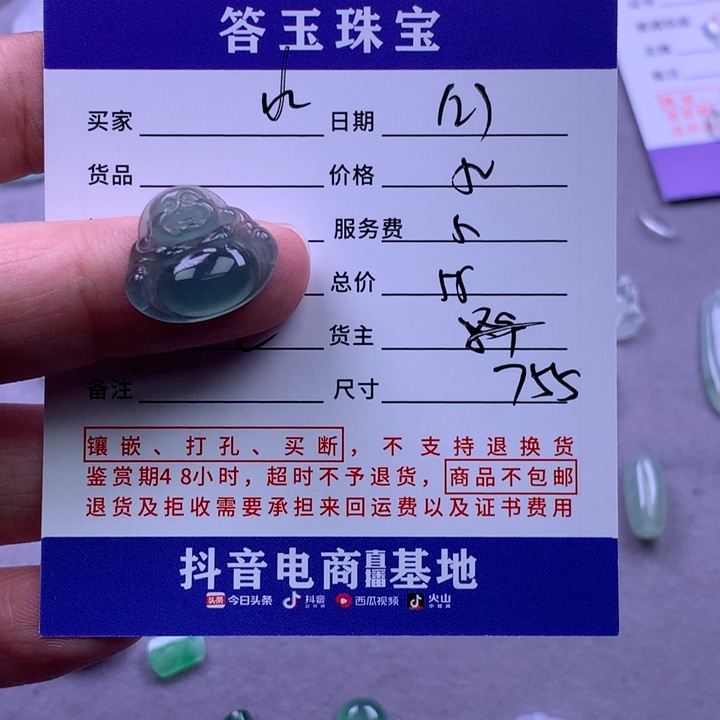 答玉珠宝
买家 日期 (2)
货品 价格
服务费 5
总价
货主
备注 尺寸 755
镶嵌、打孔、买断，不支持退换货
鉴赏期48小时，超时不予退货，商品不包邮
退货及拒收需要承担来回运费以及证书费用
抖音电商直播基地
头条 今日头条 抖音 西瓜视频 火山